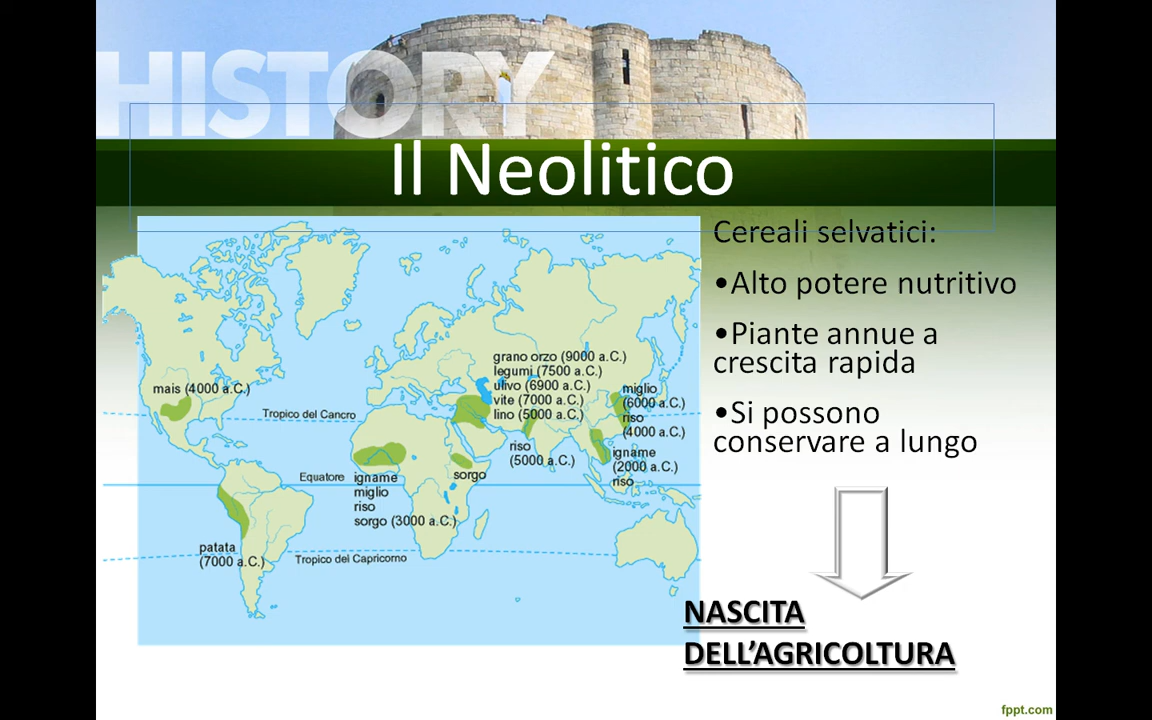 HISTORY
Il Neolitico
Cereali selvatici:
•Alto potere nutritivo
•Piante annue a
crescita rapida
•Si possono
conservare a lungo
NASCITA
DELL'AGRICOLTURA
mais (4000 a.C.)
Tropico del Cancro
grano orzo (9000 a.C.)
legumi (7500 a.C.)
ulivo (6900 a.C.)
vite (7000 a.C.)
lino (5000 a.C.)
miglio
(6000 a.C.)
riso
(4000 a.C.)
riso
(5000 a.C.)
igname
(2000 a.C.)
riso
sorgo
Equatore
igname
miglio
riso
sorgo (3000 a.C.)
patata
(7000 a.C.)
Tropico del Capricorno
fppt.com